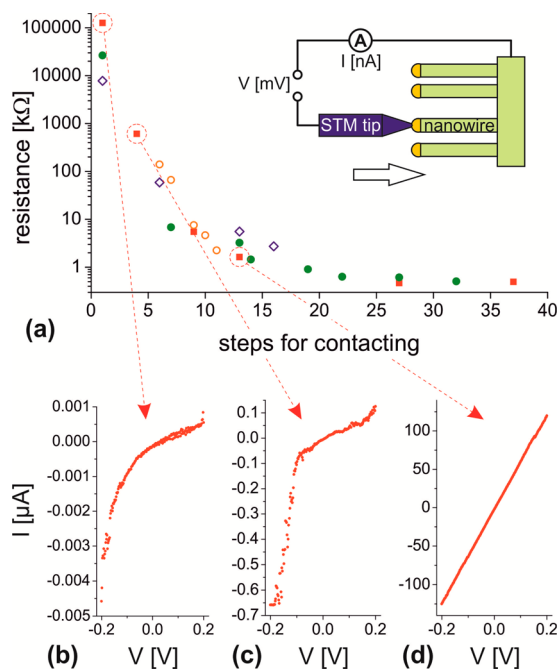 100000
10000
1000
100
10
1
resistance [kΩ]
A
I [nA]
V [mV]
STM tip
nanowire
0 5 10 15 20 25 30 35 40
(a)
steps for contacting
0.001
0.000
-0.001
-0.002
-0.003
-0.004
-0.005
I [µA]
-0.2 0.0 0.2
(b) V [V]
0.1
0.0
-0.1
-0.2
-0.3
-0.4
-0.5
-0.6
-0.7
-0.2 0.0 0.2
(c) V [V]
100
50
0
-50
-100
-0.2 0.0 0.2
(d) V [V]